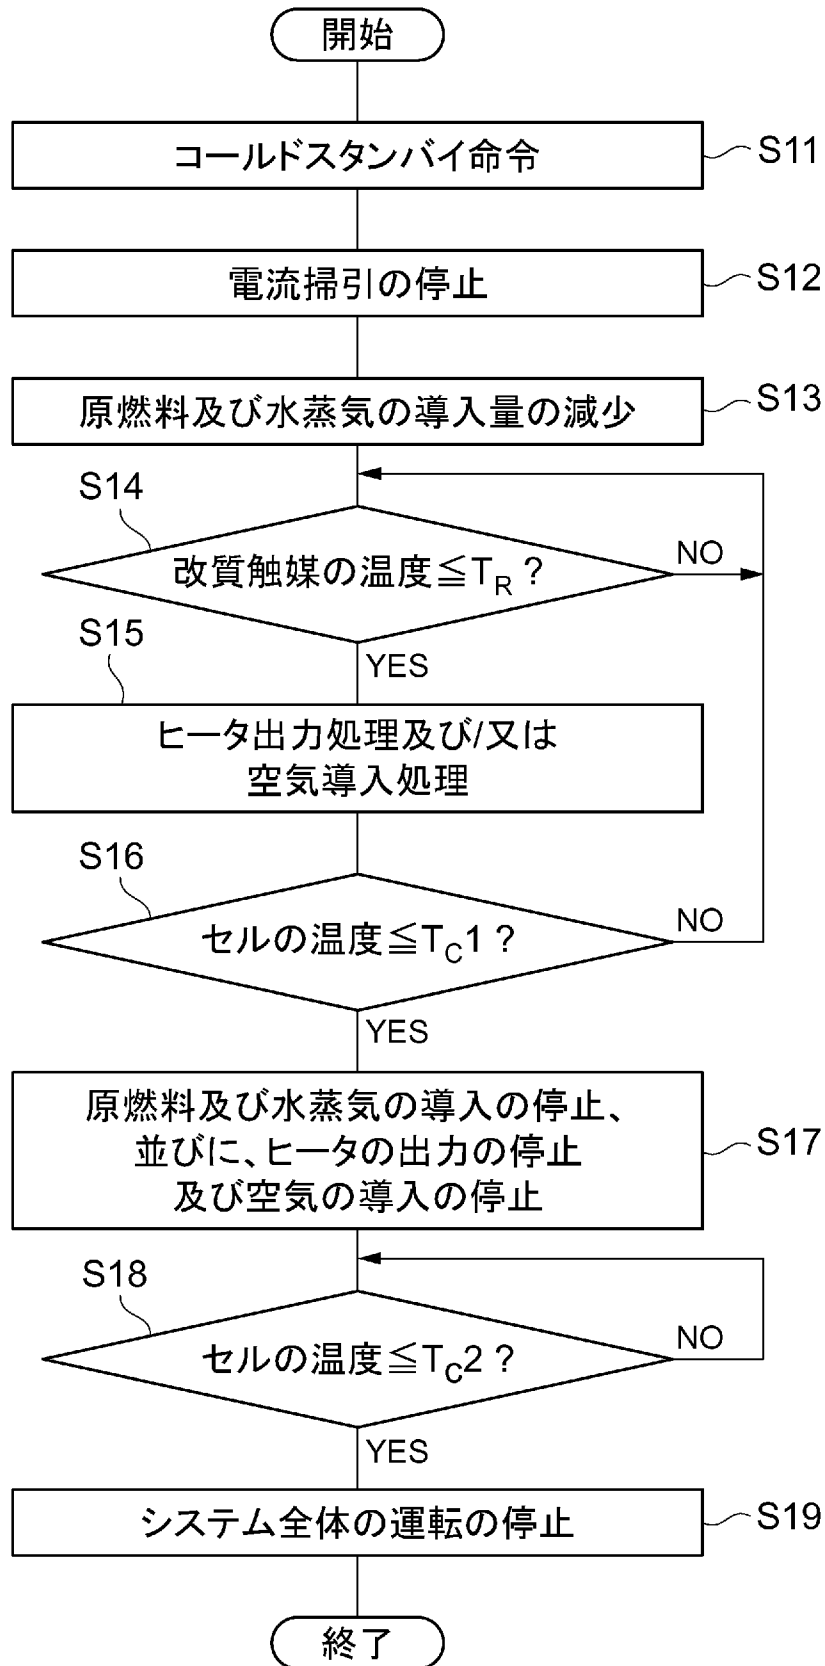 開始
コールドスタンバイ命令
S11
電流掃引の停止
S12
原燃料及び水蒸気の導入量の減少
S13
S14
改質触媒の温度≦TR ?
NO
YES
S15
ヒータ出力処理及び/又は
空気導入処理
S16
セルの温度≦TC1 ?
NO
YES
原燃料及び水蒸気の導入の停止、
並びに、ヒータの出力の停止
及び空気の導入の停止
S17
S18
セルの温度≦TC2 ?
NO
YES
システム全体の運転の停止
S19
終了